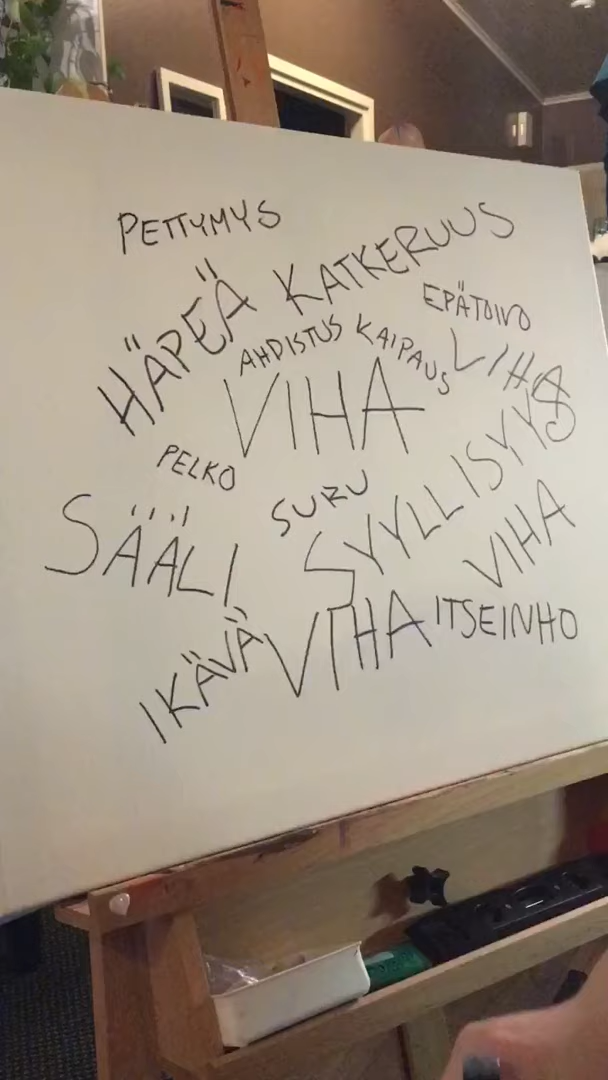 PETTYMYS
HÄPEÄ
KATKERUUS
EPÄTOIVO
AHDISTUS
KAIPAUS
VIHA
VIHA
PELKO
SURU
SYYLLISYYS
SÄÄLI
VIHA
IKÄVÄ
VIHA
ITSEINHO